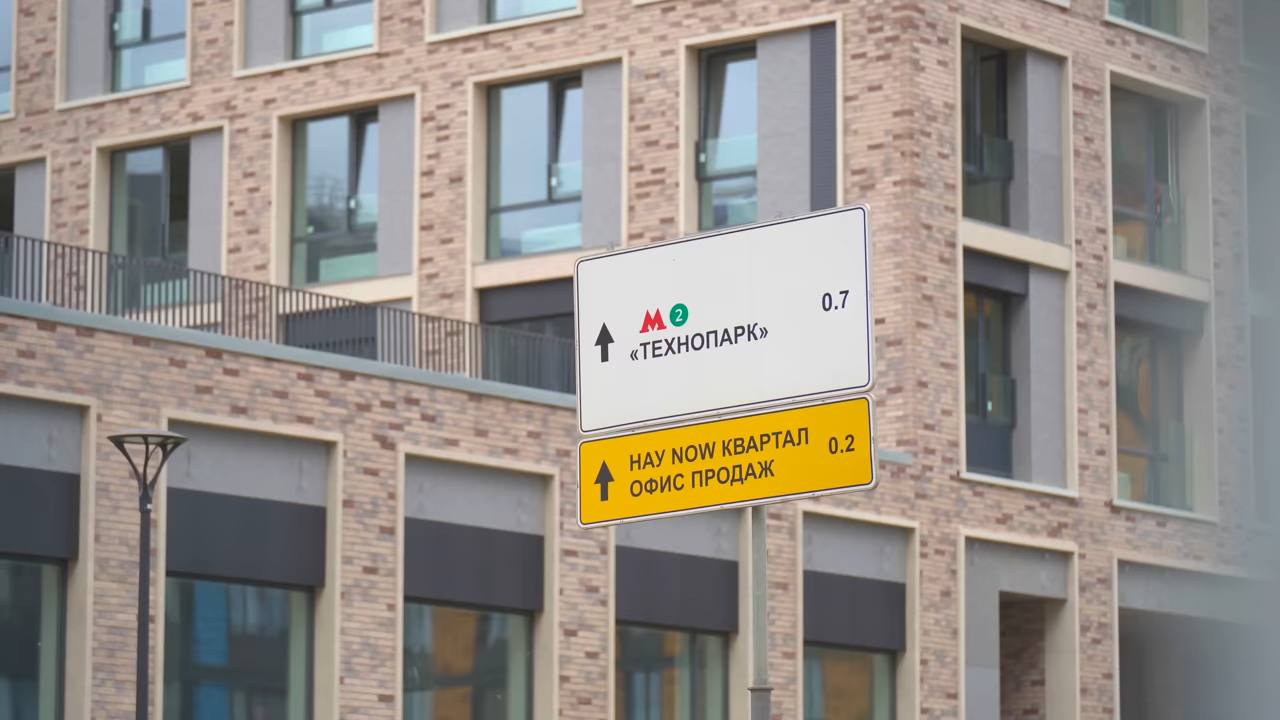 М 2
«ТЕХНОПАРК»
0.7
НАУ NOW КВАРТАЛ
ОФИС ПРОДАЖ
0.2